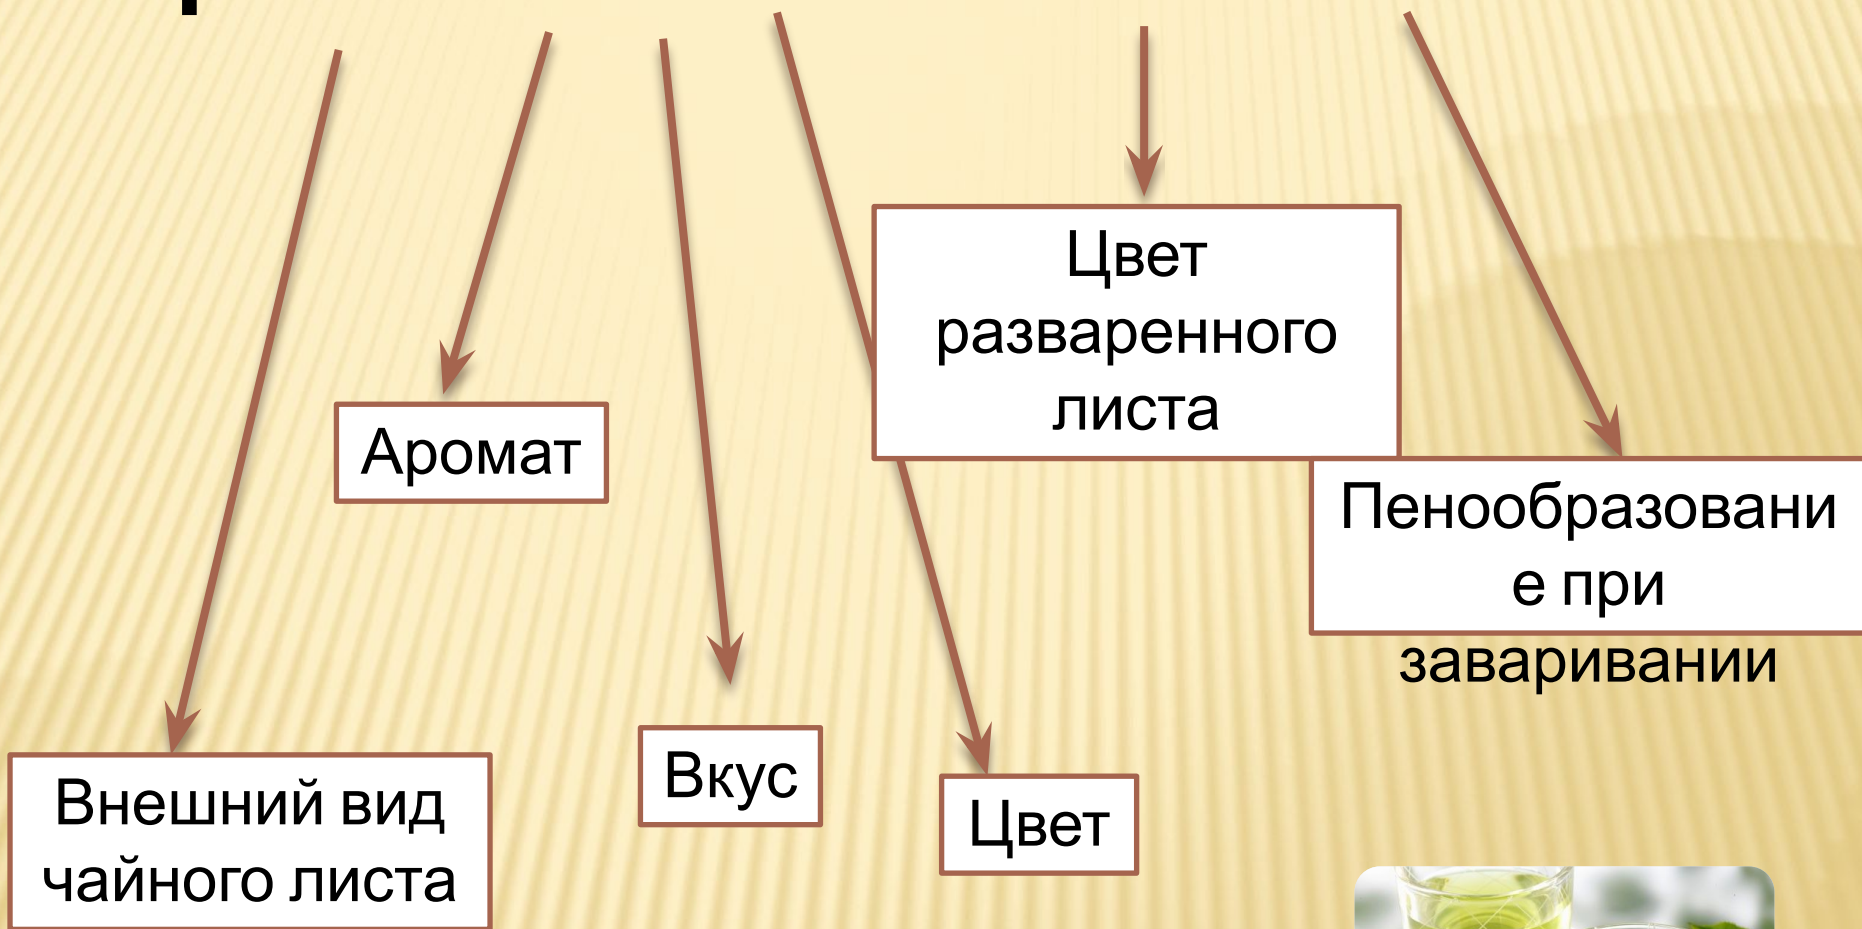 Цвет
разваренного
листа
Аромат
Пенообразовани
е при
заваривании
Вкус
Цвет
Внешний вид
чайного листа